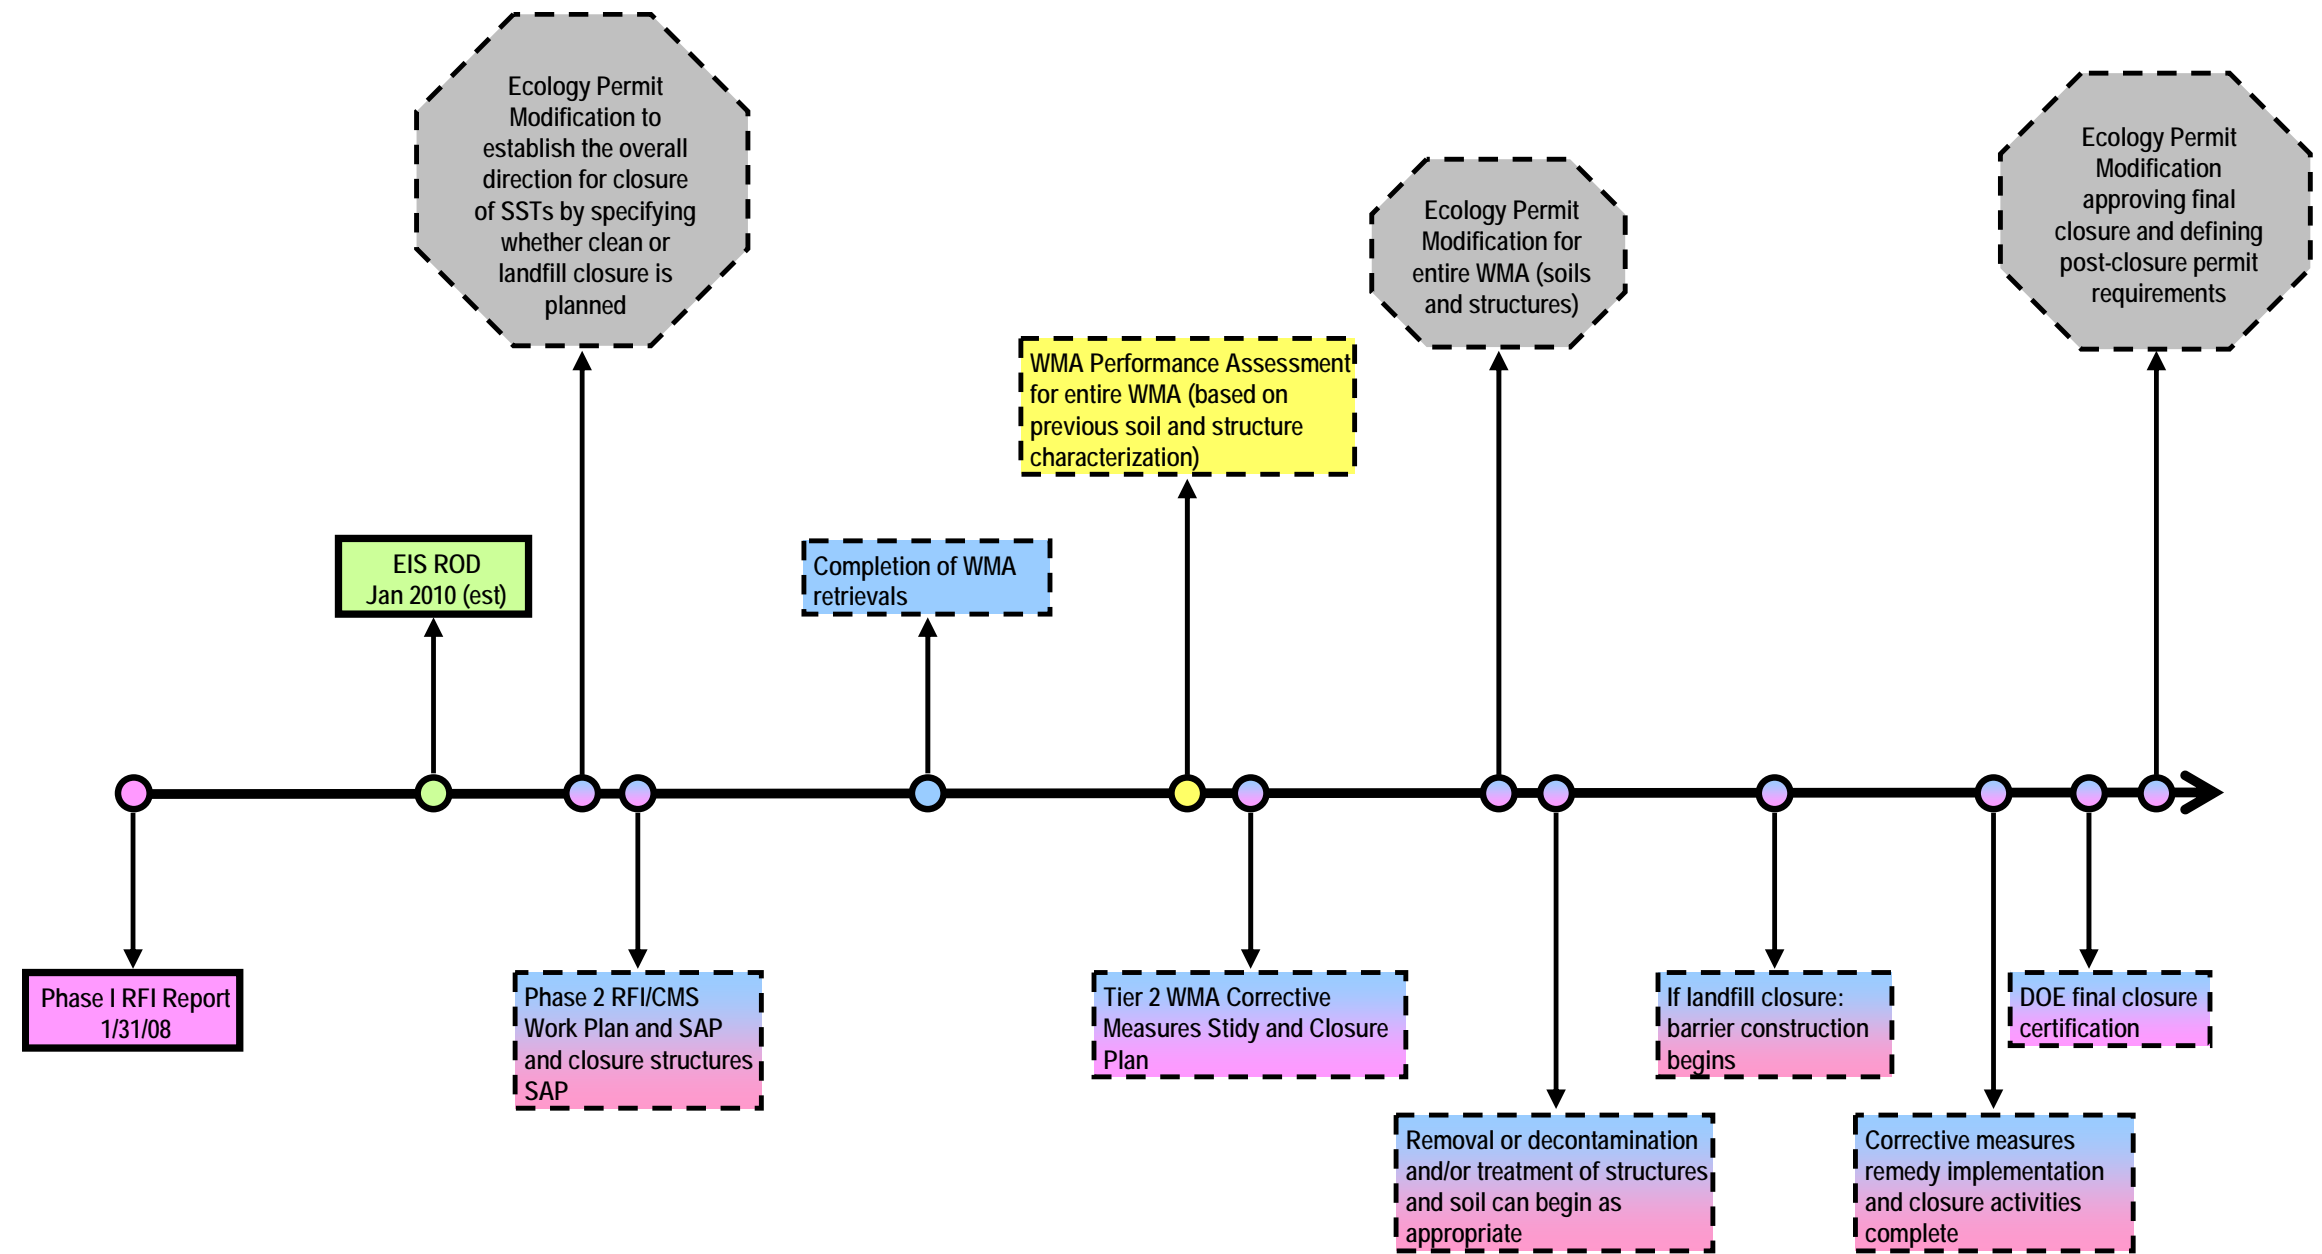 Ecology Permit
Modification to
establish the overall
direction for closure
of SSTs by specifying
whether clean or
landfill closure is
planned
Ecology Permit
Modification for
entire WMA (soils
and structures)
Ecology Permit
Modification
approving final
closure and defining
post-closure permit
requirements
WMA Performance Assessment
for entire WMA (based on
previous soil and structure
characterization)
EIS ROD
Jan 2010 (est)
Completion of WMA
retrievals
Phase I RFI Report
1/31/08
Phase 2 RFI/CMS
Work Plan and SAP
and closure structures
SAP
Tier 2 WMA Corrective
Measures Stidy and Closure
Plan
If landfill closure:
barrier construction
begins
DOE final closure
certification
Removal or decontamination
and/or treatment of structures
and soil can begin as
appropriate
Corrective measures
remedy implementation
and closure activities
complete